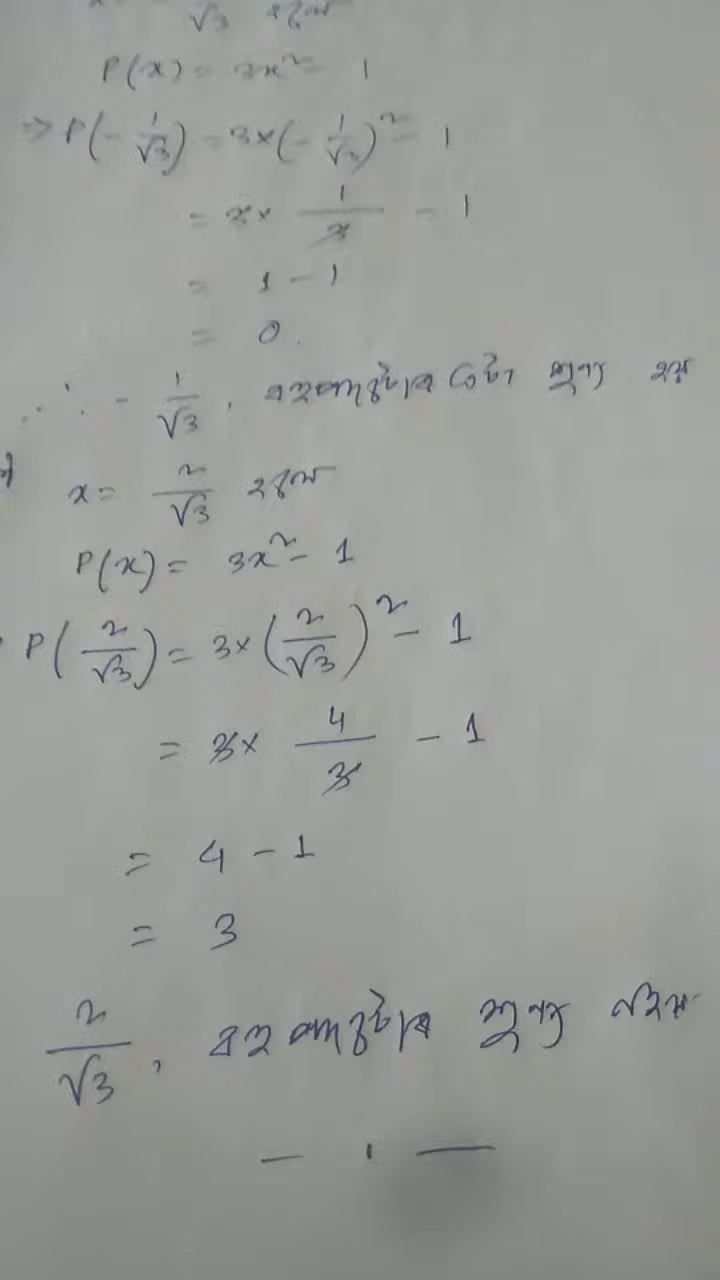 √3 হলে
P(x) = 3x² - 1
=> P(-1/√3) = 3×(-1/√3)² - 1
= 3× 1/3 - 1
= 1 - 1
= 0
∴ - 1/√3, বহুপদটোৰ এটা শূন্য হয়
x = 2/√3 হলে
P(x) = 3x² - 1
P(2/√3) = 3×(2/√3)² - 1
= 3× 4/3 - 1
= 4 - 1
= 3
2/√3, বহুপদটোৰ শূন্য নহয়